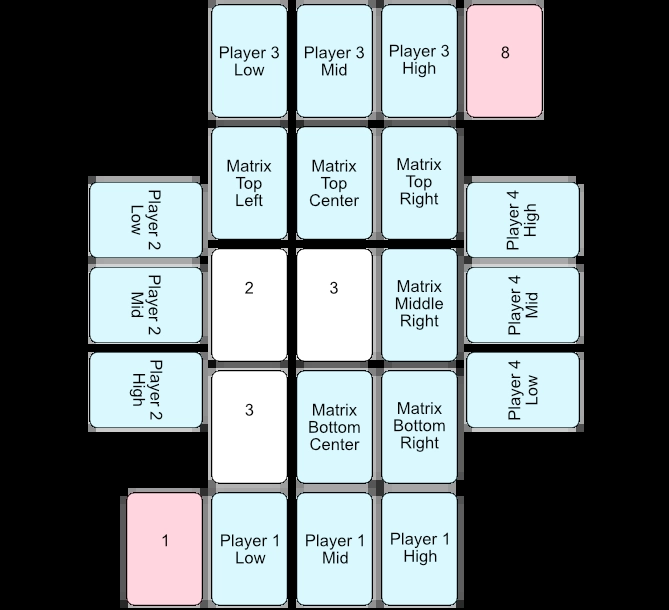 Player 3
Low
Player 3
Mid
Player 3
High
8
Matrix
Top
Left
Matrix
Top
Center
Matrix
Top
Right
Player 2
Low
Player 4
High
2
3
Matrix
Middle
Right
Player 2
Mid
Player 4
Mid
Player 2
High
Player 4
Low
3
Matrix
Bottom
Center
Matrix
Bottom
Right
1
Player 1
Low
Player 1
Mid
Player 1
High